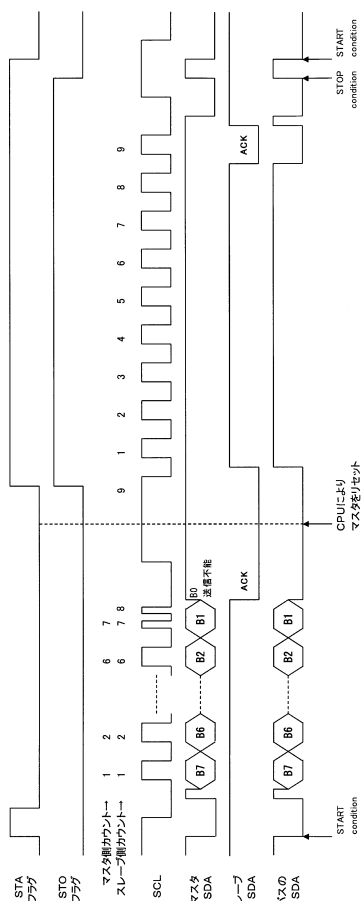 STA
フラグ
STO
フラグ
マスタ側カウント→ 1 2 6 7
スレーブ側カウント→ 1 2 6 7 8 9 1 2 3 4 5 6 7 8 9
SCL
マスタ
SDA
B7 B6 B2 B1
B0
送信不能
レーブ
SDA
ACK ACK
バスの
SDA
B7 B6 B2 B1
START
condition
CPUにより
マスタをリセット
STOP
condition
START
condition